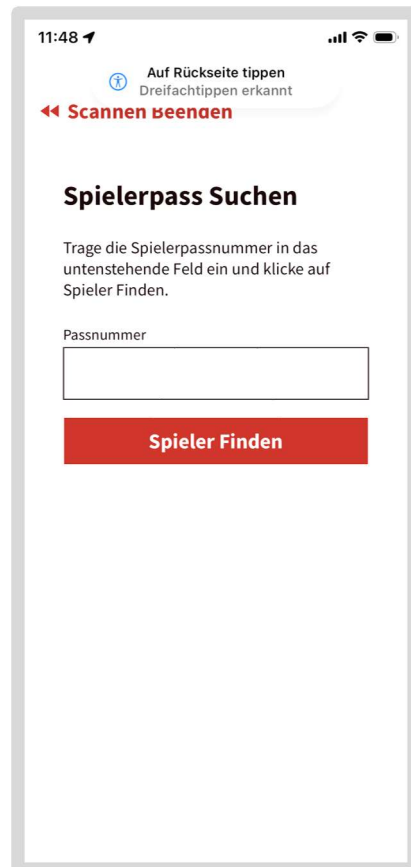 11:48
Auf Rückseite tippen
Dreifachtippen erkannt
Scannen Beenden
Spielerpass Suchen
Trage die Spielerpassnummer in das
untenstehende Feld ein und klicke auf
Spieler Finden.
Passnummer
Spieler Finden